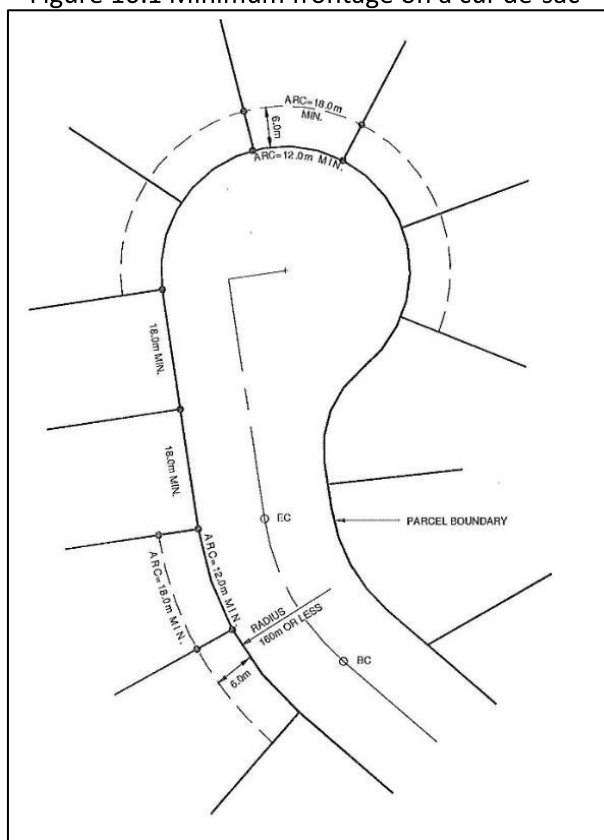 Figure 10.1 Minimum frontage on a cul-de-sac
ARC=18.0m
MIN.
6.0m
ARC=12.0m MIN.
18.0m MIN.
18.0m MIN.
EC
PARCEL BOUNDARY
ARC=12.0m MIN.
ARC=18.0m MIN.
RADIUS
160m OR LESS
BC
6.0m